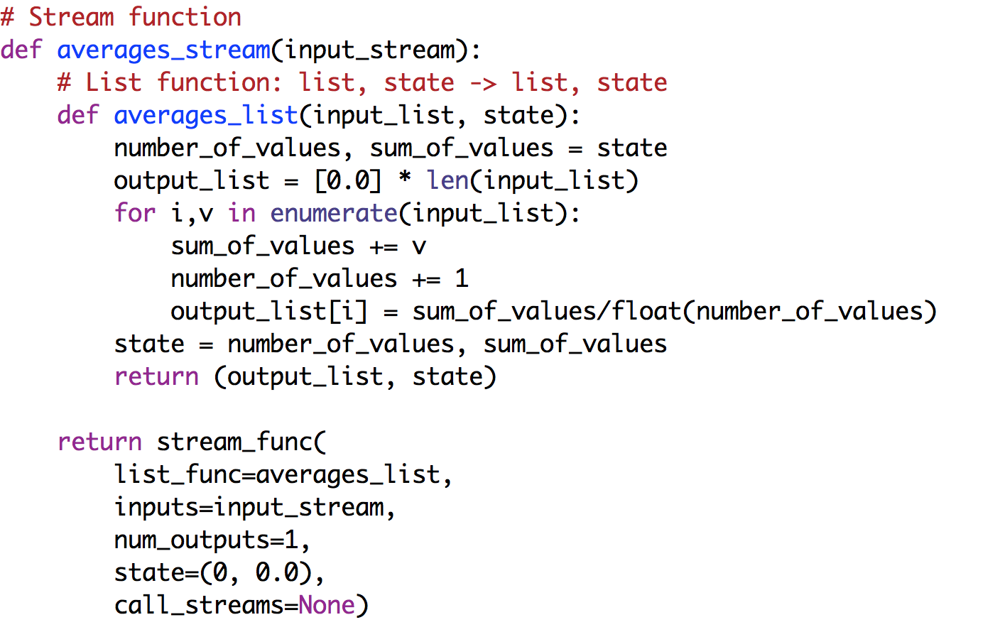 # Stream function
def averages_stream(input_stream):
    # List function: list, state -> list, state
    def averages_list(input_list, state):
        number_of_values, sum_of_values = state
        output_list = [0.0] * len(input_list)
        for i,v in enumerate(input_list):
            sum_of_values += v
            number_of_values += 1
            output_list[i] = sum_of_values/float(number_of_values)
        state = number_of_values, sum_of_values
        return (output_list, state)

    return stream_func(
        list_func=averages_list,
        inputs=input_stream,
        num_outputs=1,
        state=(0, 0.0),
        call_streams=None)